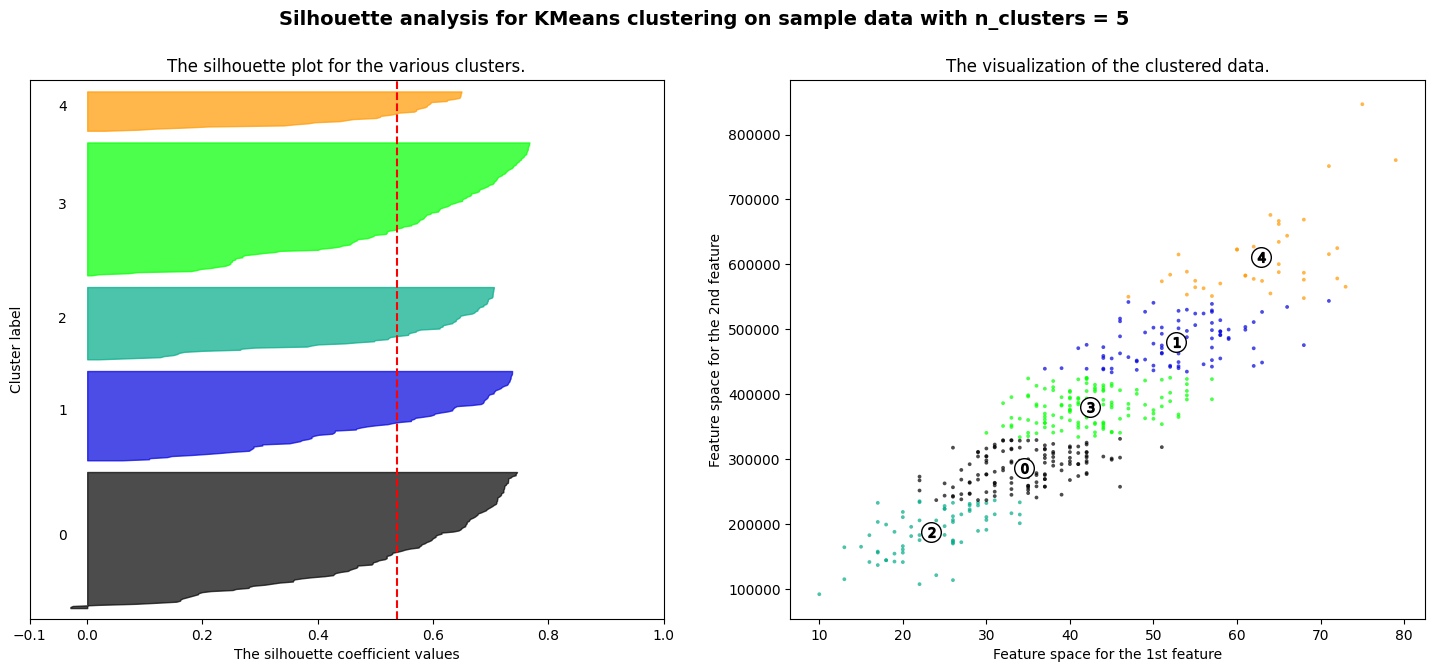 Silhouette analysis for KMeans clustering on sample data with n_clusters = 5
The silhouette plot for the various clusters.
Cluster label
4
3
2
1
0
−0.1 0.0 0.2 0.4 0.6 0.8 1.0
The silhouette coefficient values
The visualization of the clustered data.
Feature space for the 2nd feature
800000
700000
600000
500000
400000
300000
200000
100000
4
1
3
0
2
10 20 30 40 50 60 70 80
Feature space for the 1st feature